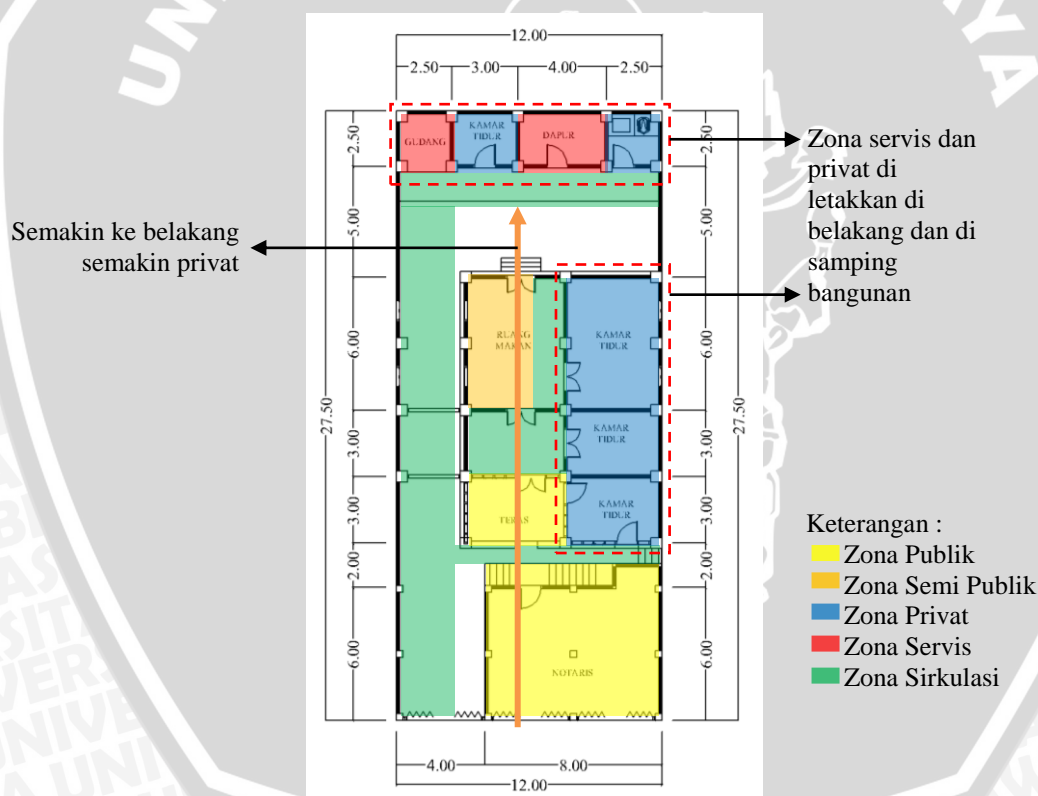 12.00
2.50 3.00 4.00 2.50
2.50
5.00
6.00
3.00
3.00
2.00
6.00
27.50
GUDANG
KAMAR
TIDUR
DAPUR
RUANG
MAKAN
KAMAR
TIDUR
KAMAR
TIDUR
TERAS
KAMAR
TIDUR
NOTARIS
2.50
5.00
6.00
3.00
3.00
2.00
6.00
27.50
4.00 8.00
12.00
Semakin ke belakang
semakin privat
Zona servis dan
privat di
letakkan di
belakang dan di
samping
bangunan
Keterangan :
Zona Publik
Zona Semi Publik
Zona Privat
Zona Servis
Zona Sirkulasi